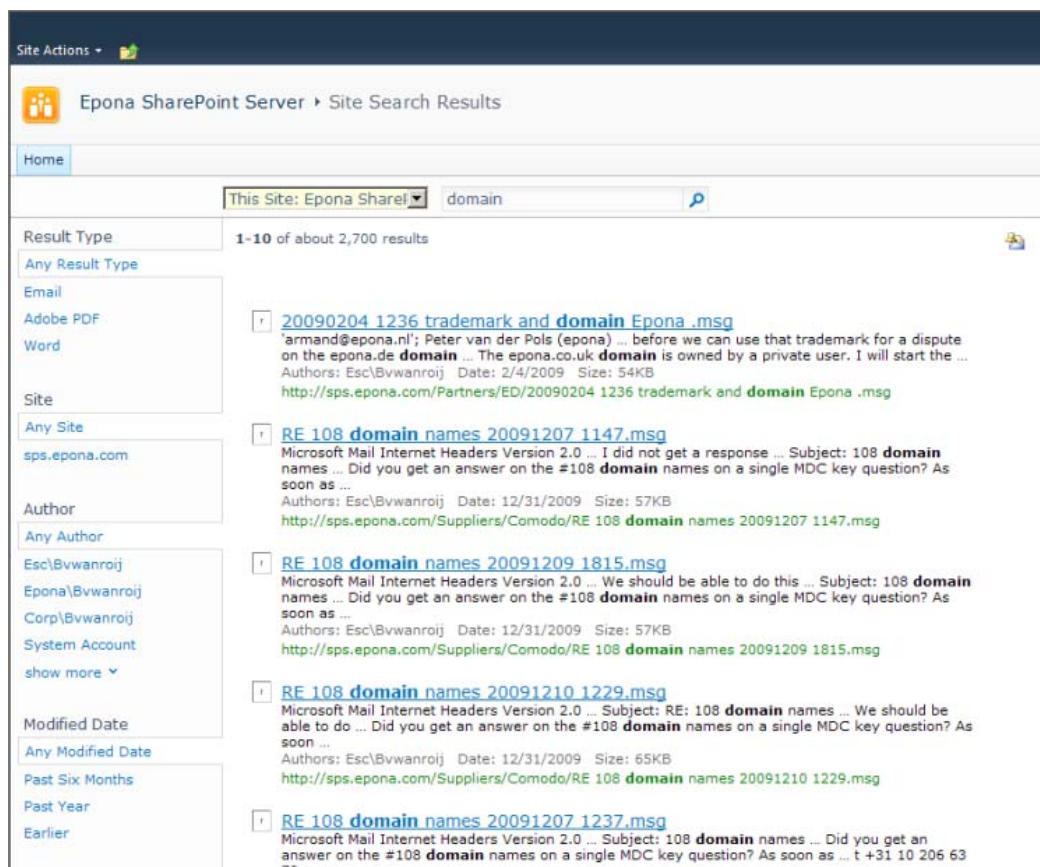 Site Actions
Epona SharePoint Server ▸ Site Search Results
Home
This Site: Epona ShareP
domain
Result Type
Any Result Type
Email
Adobe PDF
Word
Site
Any Site
sps.epona.com
Author
Any Author
Esc\Bvwanroij
Epona\Bvwanroij
Corp\Bvwanroij
System Account
show more
Modified Date
Any Modified Date
Past Six Months
Past Year
Earlier
1-10 of about 2,700 results
20090204 1236 trademark and domain Epona .msg
'armand@epona.nl'; Peter van der Pols (epona) ... before we can use that trademark for a dispute
on the epona.de domain ... The epona.co.uk domain is owned by a private user. I will start the ...
Authors: Esc\Bvwanroij Date: 2/4/2009 Size: 54KB
http://sps.epona.com/Partners/ED/20090204 1236 trademark and domain Epona .msg
RE 108 domain names 20091207 1147.msg
Microsoft Mail Internet Headers Version 2.0 ... I did not get a response ... Subject: 108 domain
names ... Did you get an answer on the #108 domain names on a single MDC key question? As
soon as ...
Authors: Esc\Bvwanroij Date: 12/31/2009 Size: 57KB
http://sps.epona.com/Suppliers/Comodo/RE 108 domain names 20091207 1147.msg
RE 108 domain names 20091209 1815.msg
Microsoft Mail Internet Headers Version 2.0 ... We should be able to do this ... Subject: 108 domain
names ... Did you get an answer on the #108 domain names on a single MDC key question? As
soon as ...
Authors: Esc\Bvwanroij Date: 12/31/2009 Size: 57KB
http://sps.epona.com/Suppliers/Comodo/RE 108 domain names 20091209 1815.msg
RE 108 domain names 20091210 1229.msg
Microsoft Mail Internet Headers Version 2.0 ... Subject: RE: 108 domain names ... We should be
able to do ... Did you get an answer on the #108 domain names on a single MDC key question? As
soon ...
Authors: Esc\Bvwanroij Date: 12/31/2009 Size: 65KB
http://sps.epona.com/Suppliers/Comodo/RE 108 domain names 20091210 1229.msg
RE 108 domain names 20091207 1237.msg
Microsoft Mail Internet Headers Version 2.0 ... Subject: 108 domain names ... Did you get an
answer on the #108 domain names on a single MDC key question? As soon as ... t +31 10 206 63